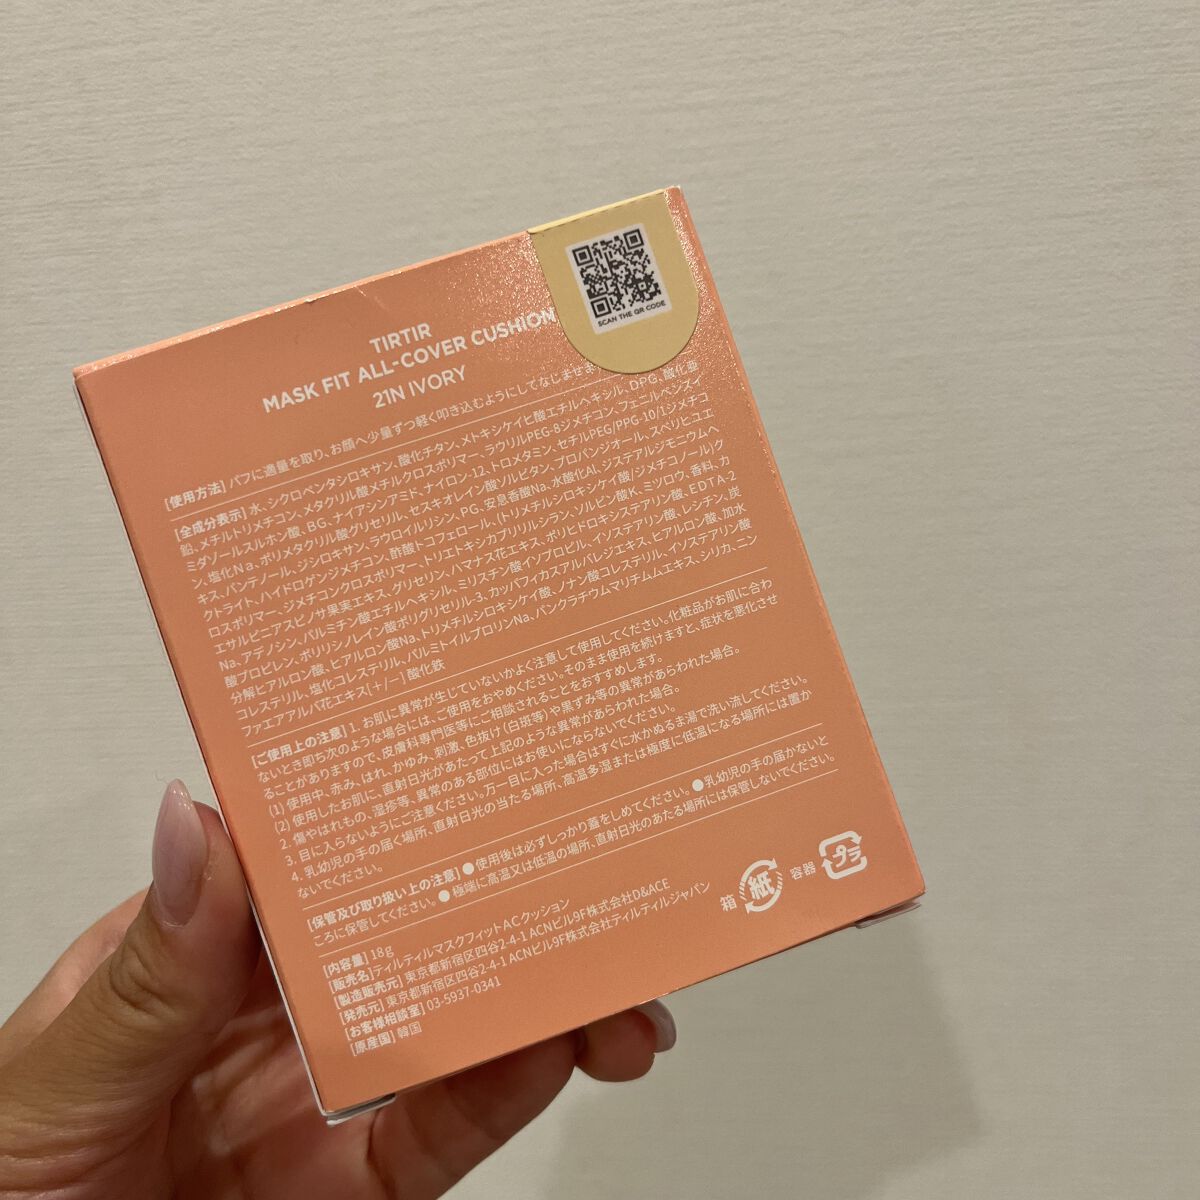 SCAN THE QR CODE
TIRTIR
MASK FIT ALL-COVER CUSHION
21N IVORY
[使用方法] パフに適量を取り、お顔へ少量ずつ軽く叩き込むようにしてなじませま
[全成分表示] 水、シクロペンタシロキサン、酸化チタン、メトキシケイヒ酸エチルヘキシル、DPG、酸化亜
鉛、メチルトリメチコン、メタクリル酸メチルクロスポリマー、ラウリルPEG-8ジメチコン、フェニルベンズイ
ミダゾールスルホン酸、BG、ナイアシンアミド、ナイロン-12、トロメタミン、セチルPEG/PPG-10/1ジメチコ
ン、塩化Na、ポリメタクリル酸グリセリル、セスキオレイン酸ソルビタン、プロパンジオール、スベリヒユエ
キス、パンテノール、ジシロキサン、ラウロイルリシン、PG、安息香酸Na、水酸化Al、ジステアルジモニウムヘ
クトライト、ハイドロゲンジメチコン、酢酸トコフェロール、(トリメチルシロキシケイ酸/ジメチコノール)ク
ロスポリマー、ジメチコンクロスポリマー、トリエトキシカプリリルシラン、ソルビン酸K、ミツロウ、香料、カ
エサルピニアスピノサ果実エキス、グリセリン、ハマナス花エキス、ポリヒドロキシステアリン酸、EDTA-2
Na、アデノシン、パルミチン酸エチルヘキシル、ミリスチン酸イソプロピル、イソステアリン酸、レシチン、炭
酸プロピレン、ポリリシノレイン酸ポリグリセリル-3、カッパフィカスアルバレジエキス、ヒアルロン酸、加水
分解ヒアルロン酸、ヒアルロン酸Na、トリメチルシロキシケイ酸、ノナン酸コレステリル、イソステアリン酸
コレステリル、塩化コレステリル、パルミトイルプロリンNa、パンクラチウムマリチムムエキス、シリカ、ニン
ファエアアルバ花エキス[+/−] 酸化鉄
[ご使用上の注意] 1. お肌に異常が生じていないかよく注意して使用してください。化粧品がお肌に合わ
ないとき即ち次のような場合には、ご使用をおやめください。そのまま使用を続けますと、症状を悪化させ
ることがありますので、皮膚科専門医等にご相談されることをおすすめします。
(1) 使用中、赤み、はれ、かゆみ、刺激、色抜け(白斑等)や黒ずみ等の異常があらわれた場合。
(2) 使用したお肌に、直射日光があたって上記のような異常があらわれた場合。
2. 傷やはれもの、湿疹等、異常のある部位にはお使いにならないでください。
3. 目に入らないようにご注意ください。万一目に入った場合はすぐに水かぬるま湯で洗い流してください。
4. 乳幼児の手の届く場所、直射日光の当たる場所、高温多湿または極度に低温になる場所には置か
ないでください。
[保管及び取り扱い上の注意] ●使用後は必ずしっかり蓋をしめてください。●乳幼児の手の届かないと
ころに保管してください。●極端に高温又は低温の場所、直射日光のあたる場所には保管しないでください。
[内容量] 18g
[販売名]ティルティルマスクフィットACクッション
[製造販売元] 東京都新宿区四谷2-4-1 ACNビル9F株式会社D&ACE
[発売元] 東京都新宿区四谷2-4-1 ACNビル9F株式会社ティルティルジャパン
[お客様相談室] 03-5937-0341
[原産国] 韓国
箱 紙 容器 プラ